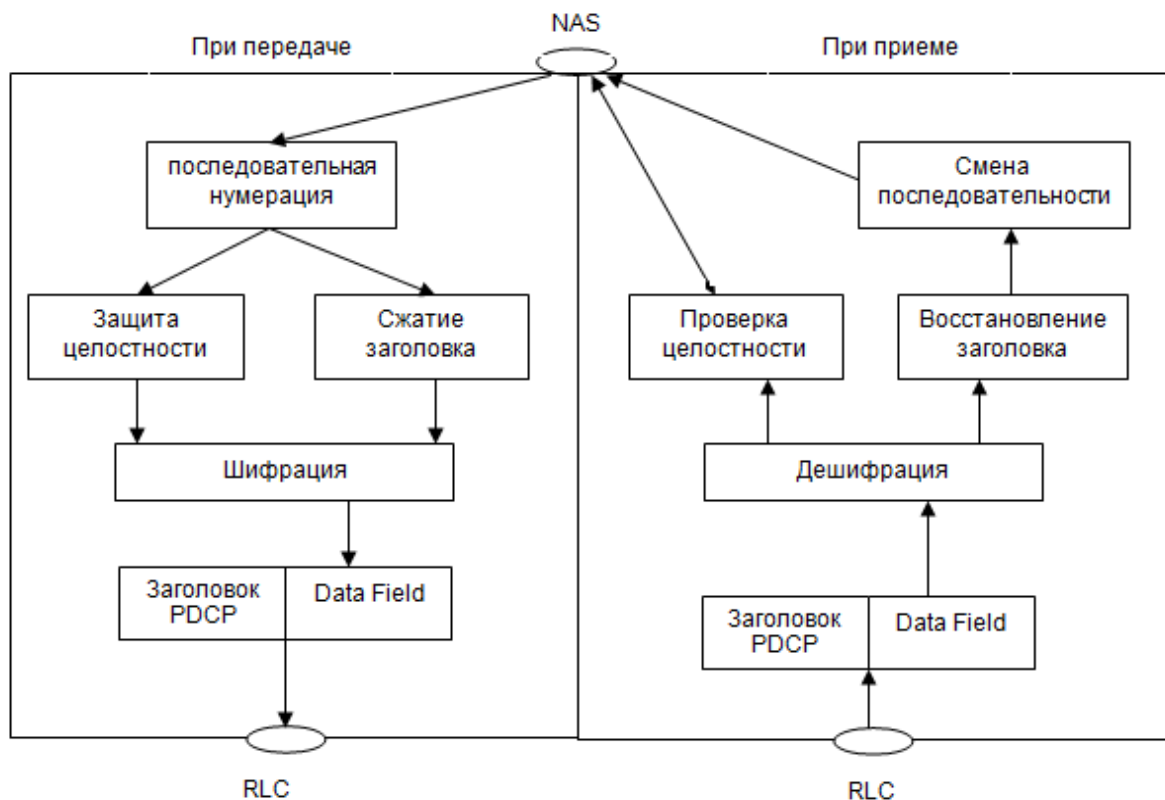 NAS
При передаче
При приеме
последовательная
нумерация
Защита
целостности
Сжатие
заголовка
Шифрация
Заголовок
PDCP
Data Field
RLC
Смена
последовательности
Проверка
целостности
Восстановление
заголовка
Дешифрация
Заголовок
PDCP
Data Field
RLC